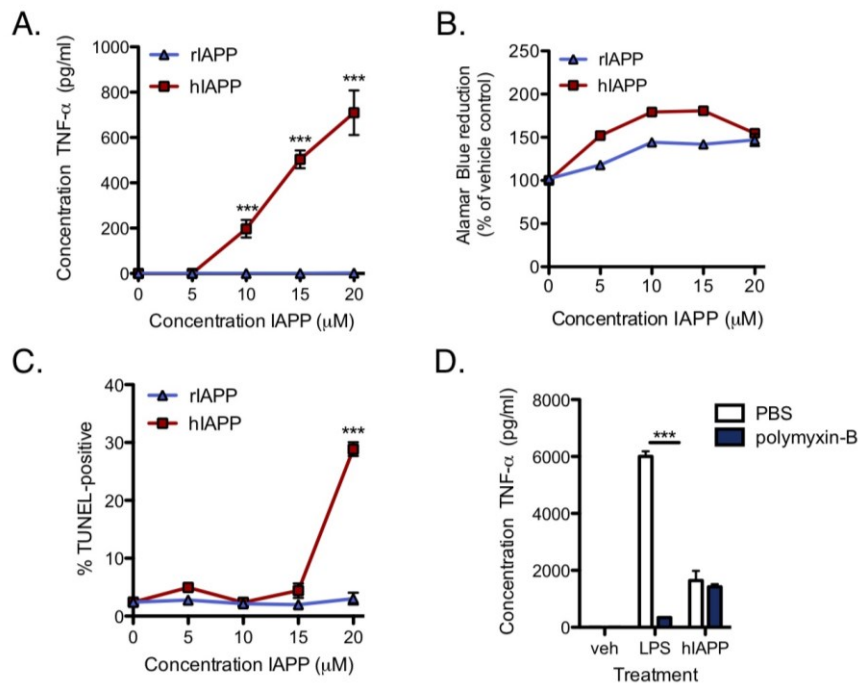 A.
rIAPP
hIAPP
Concentration TNF-α (pg/ml)
1000
800
600
400
200
0
***
***
***
0 5 10 15 20
Concentration IAPP (μM)
B.
rIAPP
hIAPP
Alamar Blue reduction
(% of vehicle control)
250
200
150
100
50
0
0 5 10 15 20
Concentration IAPP (μM)
C.
rIAPP
hIAPP
% TUNEL-positive
40
30
20
10
0
***
0 5 10 15 20
Concentration IAPP (μM)
D.
PBS
polymyxin-B
Concentration TNF-α (pg/ml)
8000
6000
4000
2000
0
***
veh LPS hIAPP
Treatment